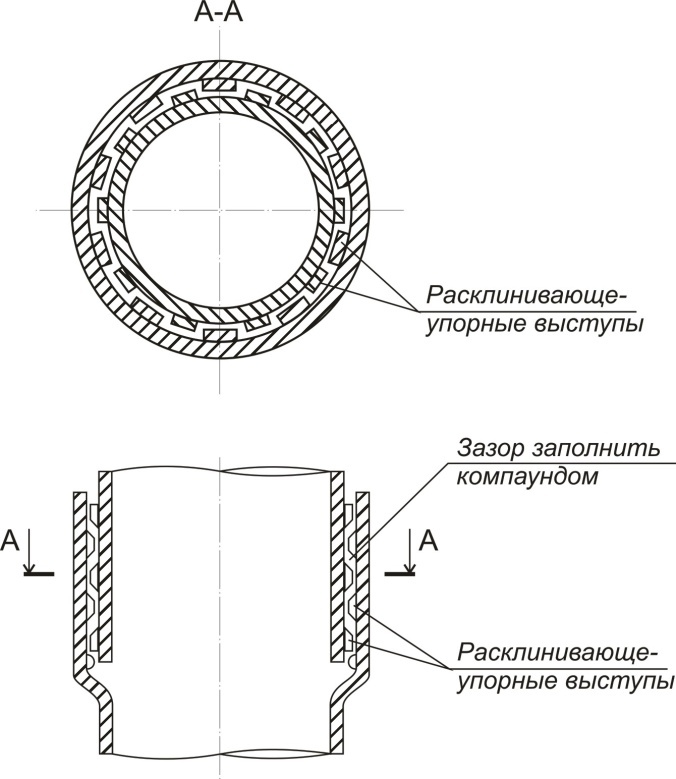 А-А
Расклинивающе-
упорные выступы
Зазор заполнить
компаундом
А
А
Расклинивающе-
упорные выступы